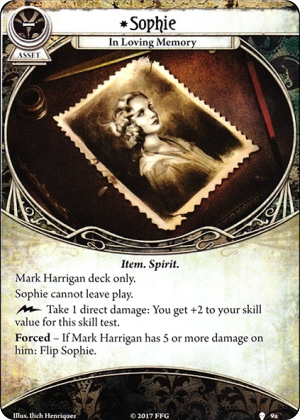 *Sophie
In Loving Memory
ASSET
Item. Spirit.
Mark Harrigan deck only.
Sophie cannot leave play.
Take 1 direct damage: You get +2 to your skill
value for this skill test.
Forced – If Mark Harrigan has 5 or more damage on
him: Flip Sophie.
Illus. Ilich Henriquez
© 2017 FFG
9a